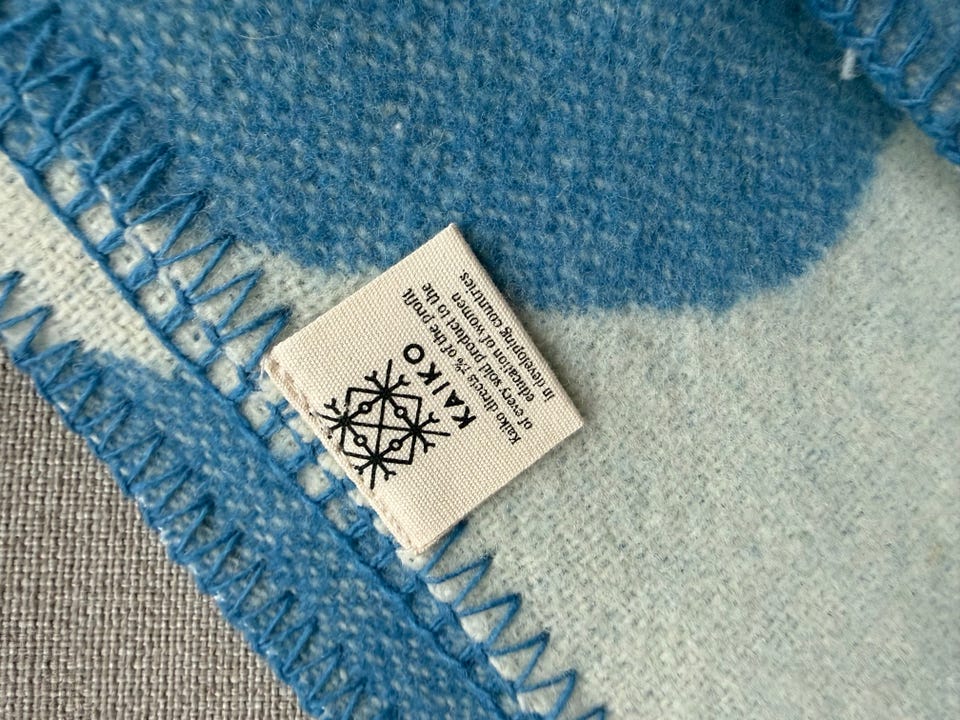 KAIKO
Kaiko directs 1% of the profit
of every sold product to the
education of women
in developing countries.